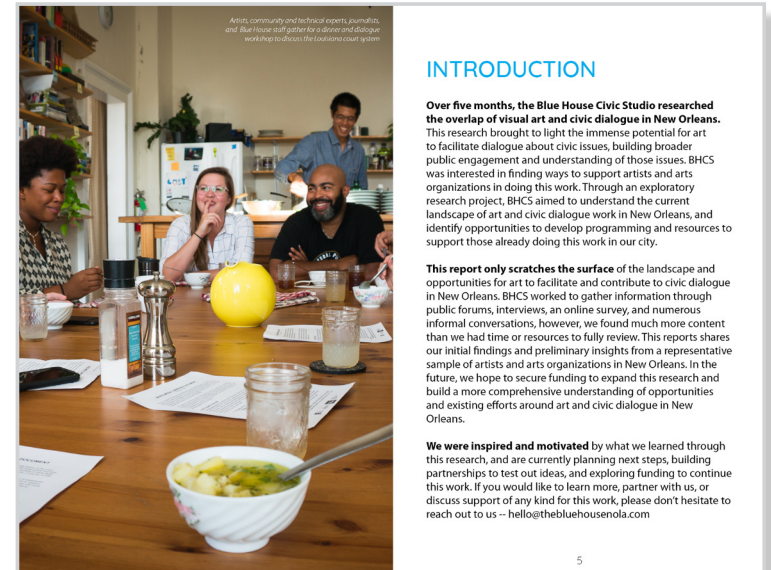 Artists, community and technical experts, journalists,
and Blue House staff gather for a dinner and dialogue
workshop to discuss the Louisiana court system
INTRODUCTION
Over five months, the Blue House Civic Studio researched
the overlap of visual art and civic dialogue in New Orleans.
This research brought to light the immense potential for art
to facilitate dialogue about civic issues, building broader
public engagement and understanding of those issues. BHCS
was interested in finding ways to support artists and arts
organizations in doing this work. Through an exploratory
research project, BHCS aimed to understand the current
landscape of art and civic dialogue work in New Orleans, and
identify opportunities to develop programming and resources to
support those already doing this work in our city.
This report only scratches the surface of the landscape and
opportunities for art to facilitate and contribute to civic dialogue
in New Orleans. BHCS worked to gather information through
public forums, interviews, an online survey, and numerous
informal conversations, however, we found much more content
than we had time or resources to fully review. This reports shares
our initial findings and preliminary insights from a representative
sample of artists and arts organizations in New Orleans. In the
future, we hope to secure funding to expand this research and
build a more comprehensive understanding of opportunities
and existing efforts around art and civic dialogue in New
Orleans.
We were inspired and motivated by what we learned through
this research, and are currently planning next steps, building
partnerships to test out ideas, and exploring funding to continue
this work. If you would like to learn more, partner with us, or
discuss support of any kind for this work, please don't hesitate to
reach out to us -- hello@thebluehousenola.com
5